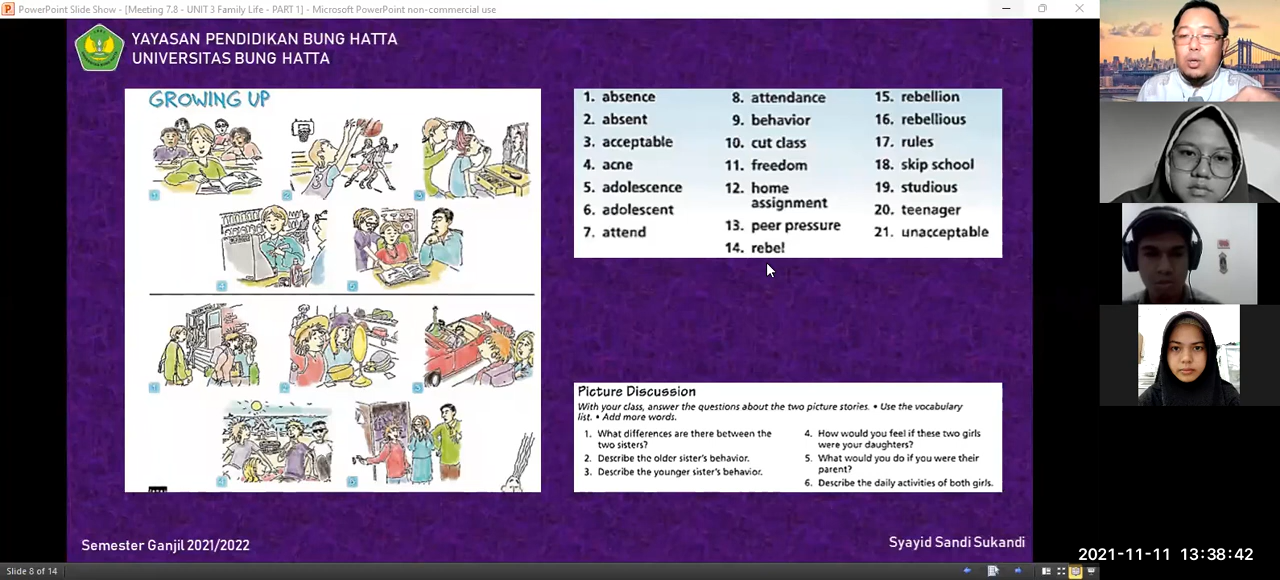 PowerPoint Slide Show - [Meeting 7.8 - UNIT 3 Family Life - PART 1] - Microsoft PowerPoint non-commercial use
YAYASAN PENDIDIKAN BUNG HATTA
UNIVERSITAS BUNG HATTA
GROWING UP
1. absence
2. absent
3. acceptable
4. acne
5. adolescence
6. adolescent
7. attend
8. attendance
9. behavior
10. cut class
11. freedom
12. home
assignment
13. peer pressure
14. rebel
15. rebellion
16. rebellious
17. rules
18. skip school
19. studious
20. teenager
21. unacceptable
Picture Discussion
With your class, answer the questions about the two picture stories. • Use the vocabulary
list. • Add more words.
1. What differences are there between the
two sisters?
2. Describe the older sister's behavior.
3. Describe the younger sister's behavior.
4. How would you feel if these two girls
were your daughters?
5. What would you do if you were their
parent?
6. Describe the daily activities of both girls.
Semester Ganjil 2021/2022
Syayid Sandi Sukandi
2021-11-11 13:38:42
Slide 8 of 14